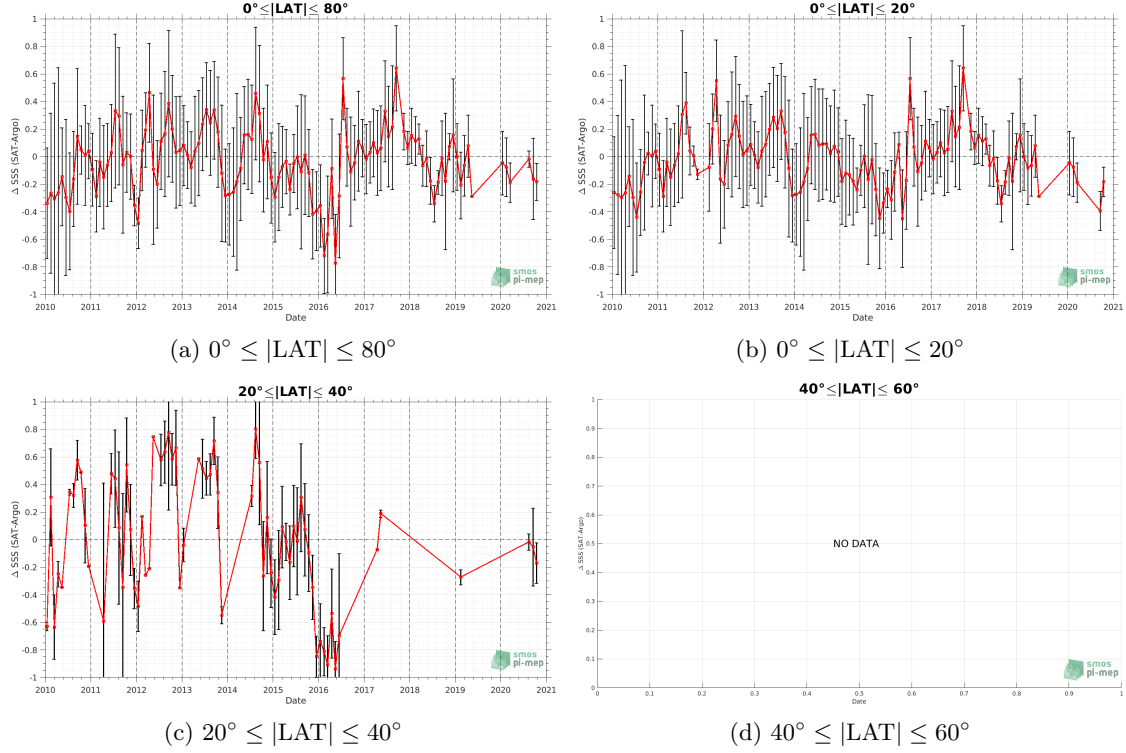 0°≤|LAT|≤ 80°
Δ SSS (SAT-Argo)
1
0.8
0.6
0.4
0.2
0
-0.2
-0.4
-0.6
-0.8
-1
2010 2011 2012 2013 2014 2015 2016 2017 2018 2019 2020 2021
Date
smos
pi-mep
(a) 0° ≤ |LAT| ≤ 80°
0°≤|LAT|≤ 20°
Δ SSS (SAT-Argo)
1
0.8
0.6
0.4
0.2
0
-0.2
-0.4
-0.6
-0.8
-1
2010 2011 2012 2013 2014 2015 2016 2017 2018 2019 2020 2021
Date
smos
pi-mep
(b) 0° ≤ |LAT| ≤ 20°
20°≤|LAT|≤ 40°
Δ SSS (SAT-Argo)
1
0.8
0.6
0.4
0.2
0
-0.2
-0.4
-0.6
-0.8
-1
2010 2011 2012 2013 2014 2015 2016 2017 2018 2019 2020 2021
Date
smos
pi-mep
(c) 20° ≤ |LAT| ≤ 40°
40°≤|LAT|≤ 60°
Δ SSS (SAT-Argo)
1
0.9
0.8
0.7
0.6
0.5
0.4
0.3
0.2
0.1
0
NO DATA
0 0.1 0.2 0.3 0.4 0.5 0.6 0.7 0.8 0.9 1
Date
smos
pi-mep
(d) 40° ≤ |LAT| ≤ 60°